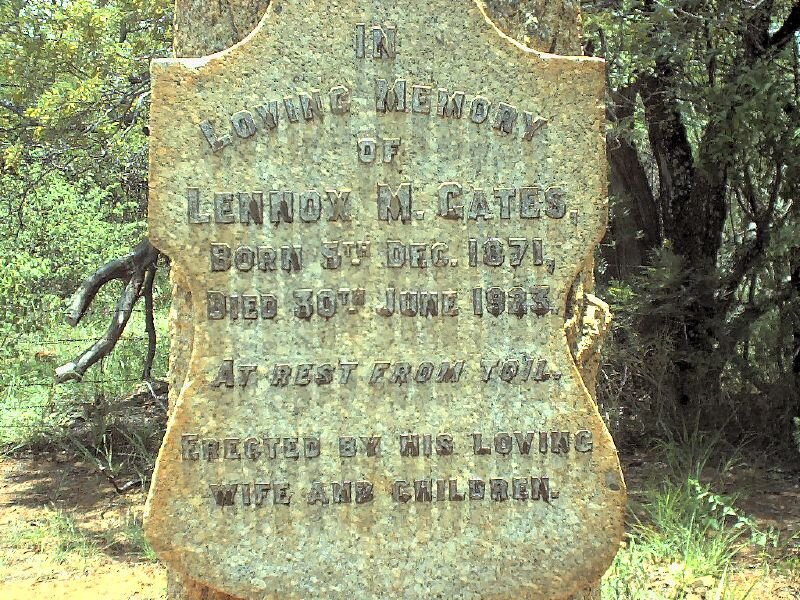 IN
LOVING MEMORY
OF
LENNOX M. GATES,
BORN 5TH DEC. 1871,
DIED 30TH JUNE 1923.
AT REST FROM TOIL.
ERECTED BY HIS LOVING
WIFE AND CHILDREN.